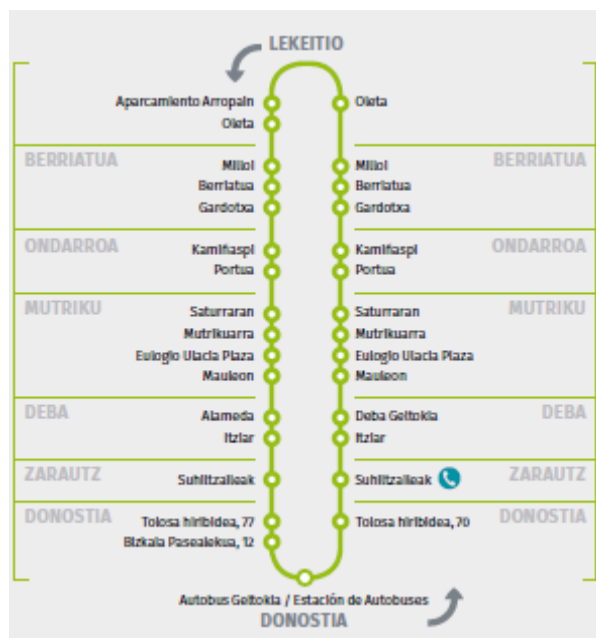 LEKEITIO
Aparcamiento Arropain
Oleta
Oleta
BERRIATUA
Milloi
Berriatua
Gardotxa
Milloi
Berriatua
Gardotxa
BERRIATUA
ONDARROA
Kamiñaspi
Portua
Kamiñaspi
Portua
ONDARROA
MUTRIKU
Saturraran
Mutrikuarra
Eulogio Ulacia Plaza
Mauleon
Saturraran
Mutrikuarra
Eulogio Ulacia Plaza
Mauleon
MUTRIKU
DEBA
Alameda
Itziar
Deba Geltokia
Itziar
DEBA
ZARAUTZ
Suhiltzaileak
Suhiltzaileak
ZARAUTZ
DONOSTIA
Tolosa hiribidea, 77
Bizkaia Pasealekua, 12
Tolosa hiribidea, 70
DONOSTIA
Autobus Geltokia / Estación de Autobuses
DONOSTIA